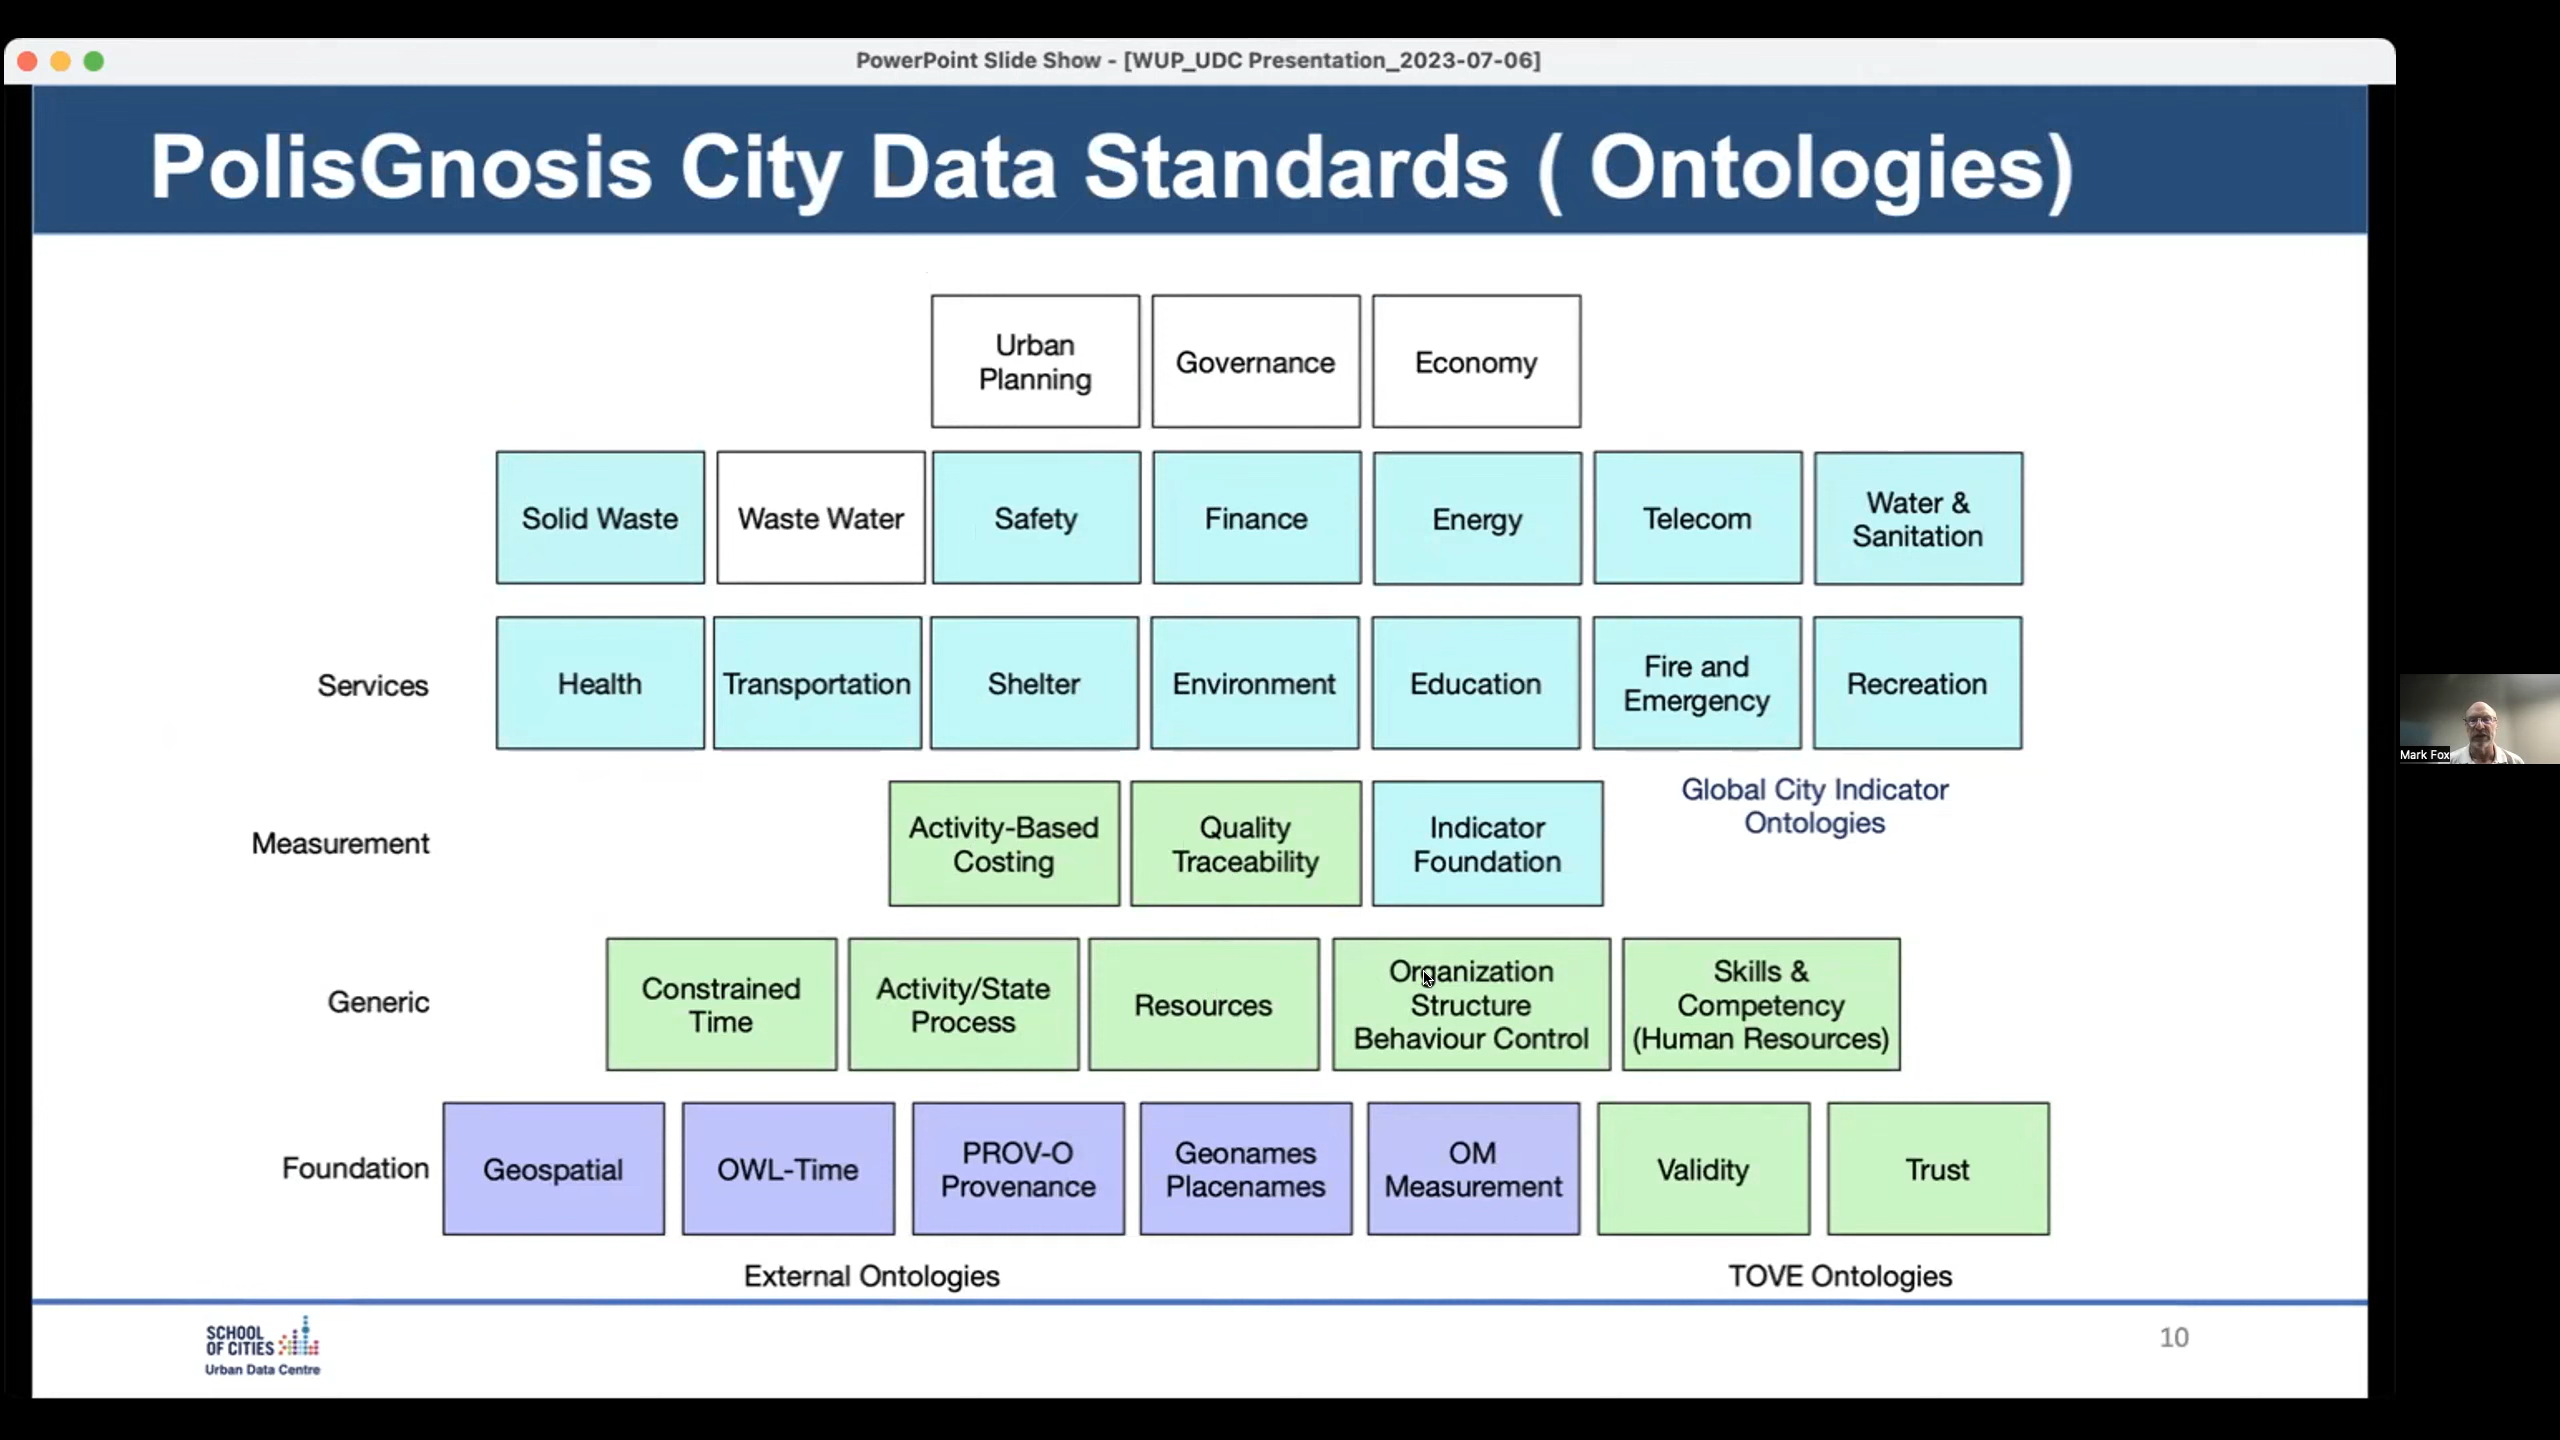 PowerPoint Slide Show - [WUP_UDC Presentation_2023-07-06]
PolisGnosis City Data Standards ( Ontologies)
Urban
Planning
Governance
Economy
Solid Waste
Waste Water
Safety
Finance
Energy
Telecom
Water &
Sanitation
Services
Health
Transportation
Shelter
Environment
Education
Fire and
Emergency
Recreation
Measurement
Activity-Based
Costing
Quality
Traceability
Indicator
Foundation
Global City Indicator
Ontologies
Generic
Constrained
Time
Activity/State
Process
Resources
Organization
Structure
Behaviour Control
Skills &
Competency
(Human Resources)
Foundation
Geospatial
OWL-Time
PROV-O
Provenance
Geonames
Placenames
OM
Measurement
Validity
Trust
External Ontologies
TOVE Ontologies
SCHOOL
OF CITIES
Urban Data Centre
10
Mark Fox